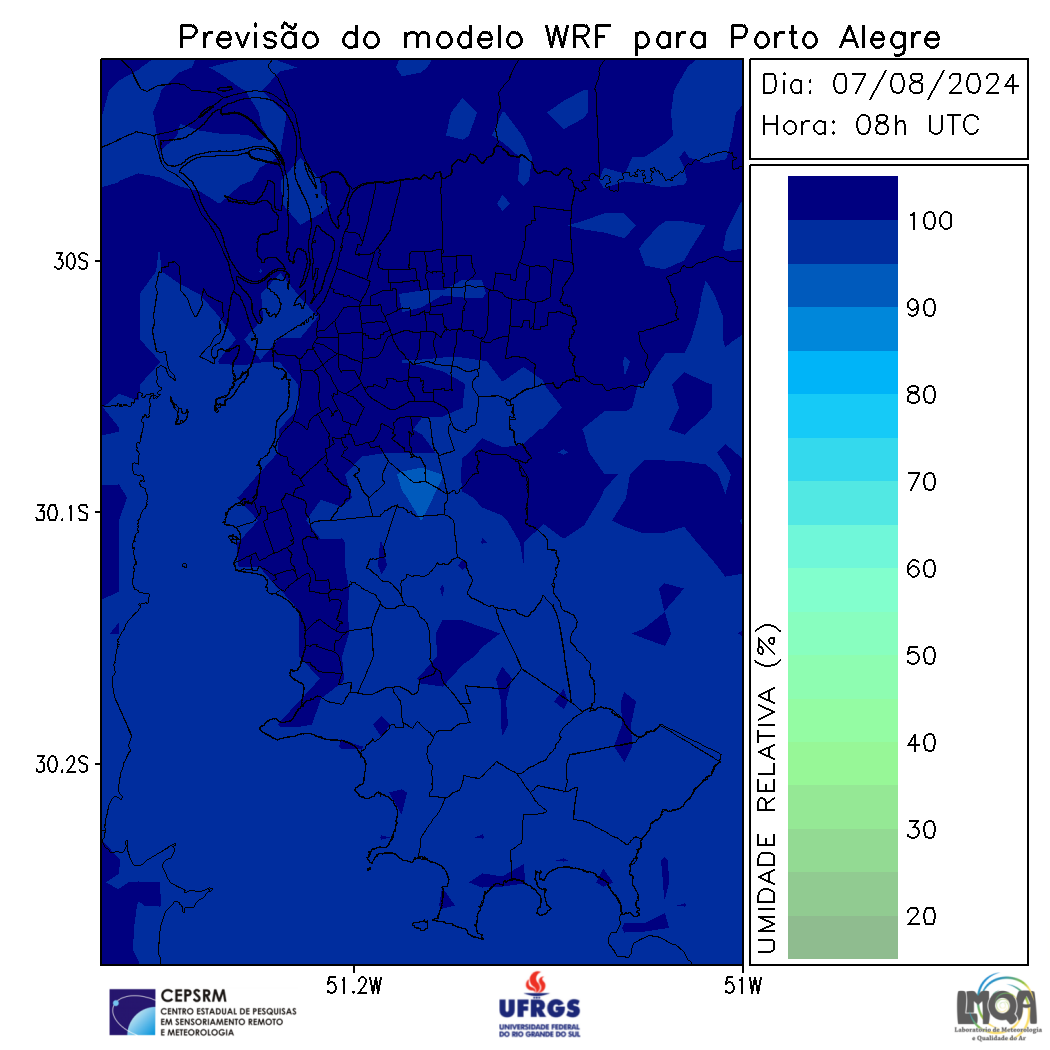 Previsão do modelo WRF para Porto Alegre
Dia: 07/08/2024
Hora: 08h UTC
100
90
80
70
60
50
40
30
20
UMIDADE RELATIVA (%)
30S
30.1S
30.2S
51.2W
51W
CEPSRM
CENTRO ESTADUAL DE PESQUISAS
EM SENSORIAMENTO REMOTO
E METEOROLOGIA
UFRGS
UNIVERSIDADE FEDERAL
DO RIO GRANDE DO SUL
LMQA
Laboratório de Meteorologia
e Qualidade do Ar